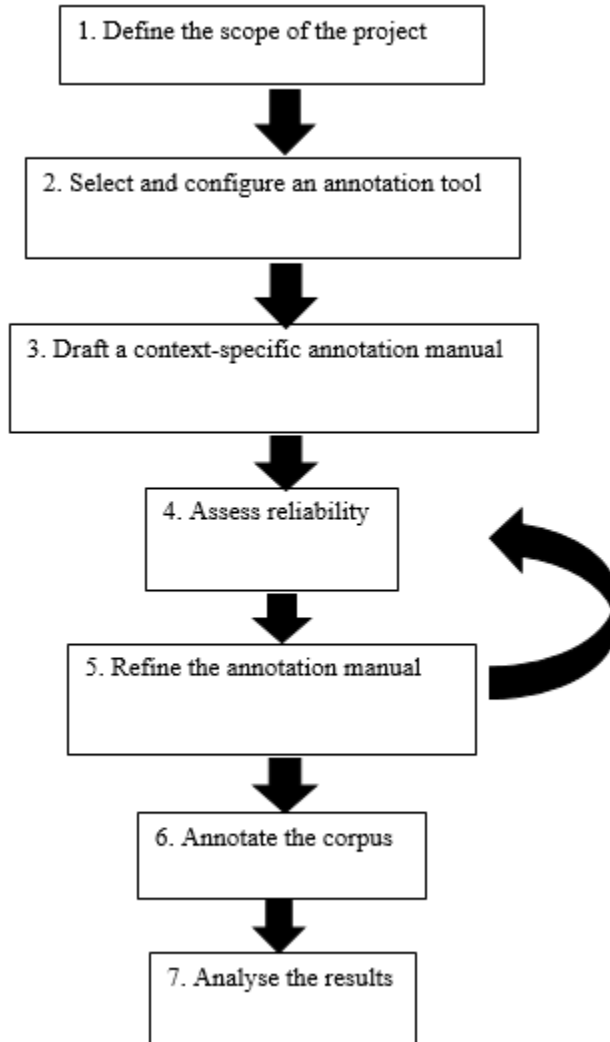 1. Define the scope of the project
2. Select and configure an annotation tool
3. Draft a context-specific annotation manual
4. Assess reliability
5. Refine the annotation manual
6. Annotate the corpus
7. Analyse the results